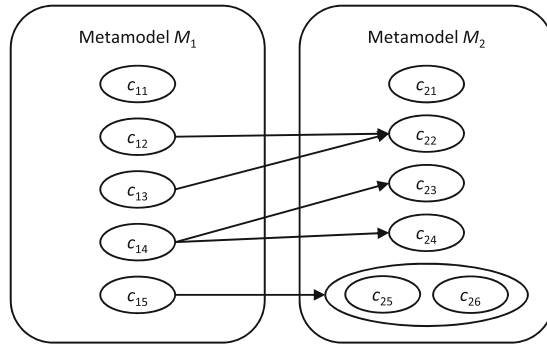 Metamodel M₁
Metamodel M₂
c₁₁
c₂₁
c₁₂
c₂₂
c₁₃
c₂₃
c₁₄
c₂₄
c₁₅
c₂₅
c₂₆